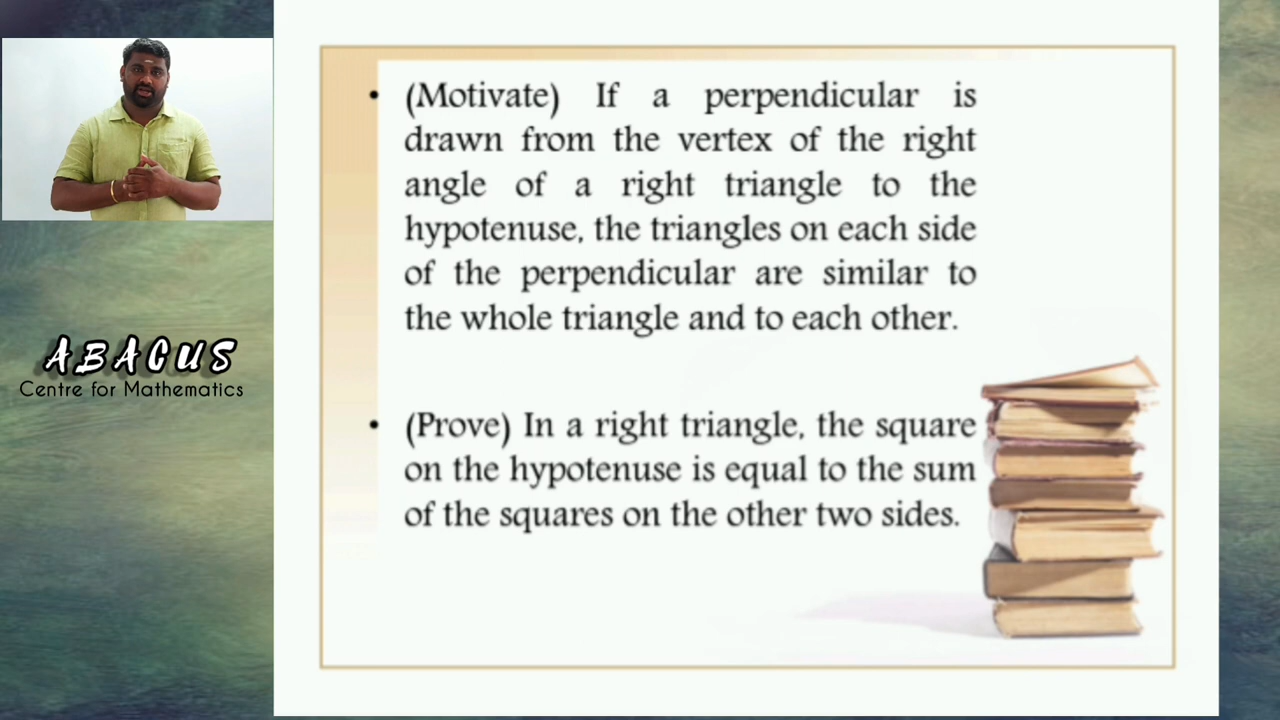 ABACUS
Centre for Mathematics
• (Motivate) If a perpendicular is
drawn from the vertex of the right
angle of a right triangle to the
hypotenuse, the triangles on each side
of the perpendicular are similar to
the whole triangle and to each other.
• (Prove) In a right triangle, the square
on the hypotenuse is equal to the sum
of the squares on the other two sides.